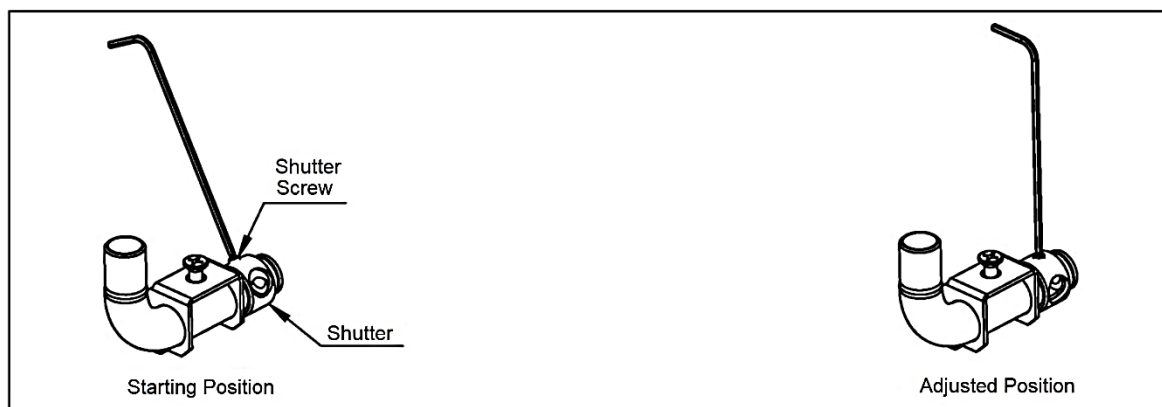 Shutter
Screw
Shutter
Starting Position
Adjusted Position